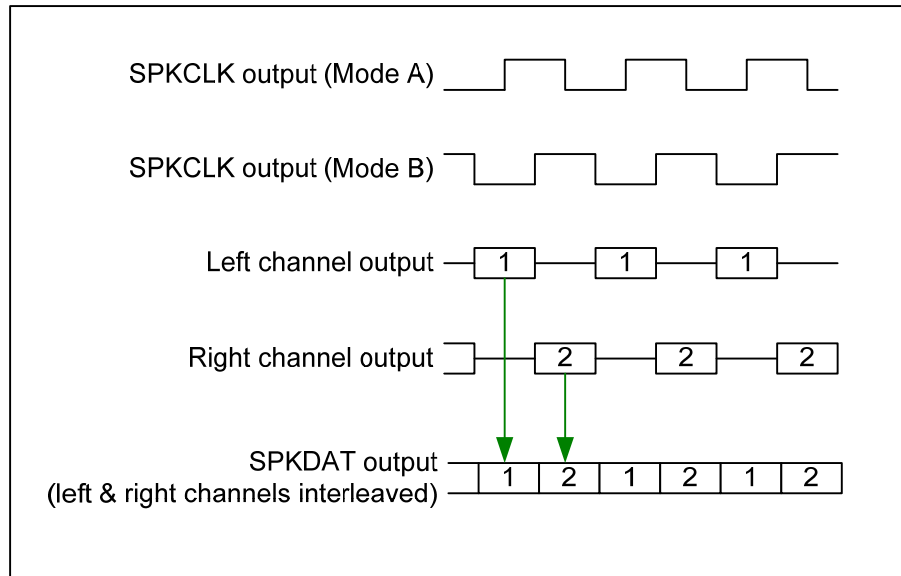 SPKCLK output (Mode A)
SPKCLK output (Mode B)
Left channel output 1 1 1
Right channel output 2 2 2
SPKDAT output
(left & right channels interleaved) 1 2 1 2 1 2